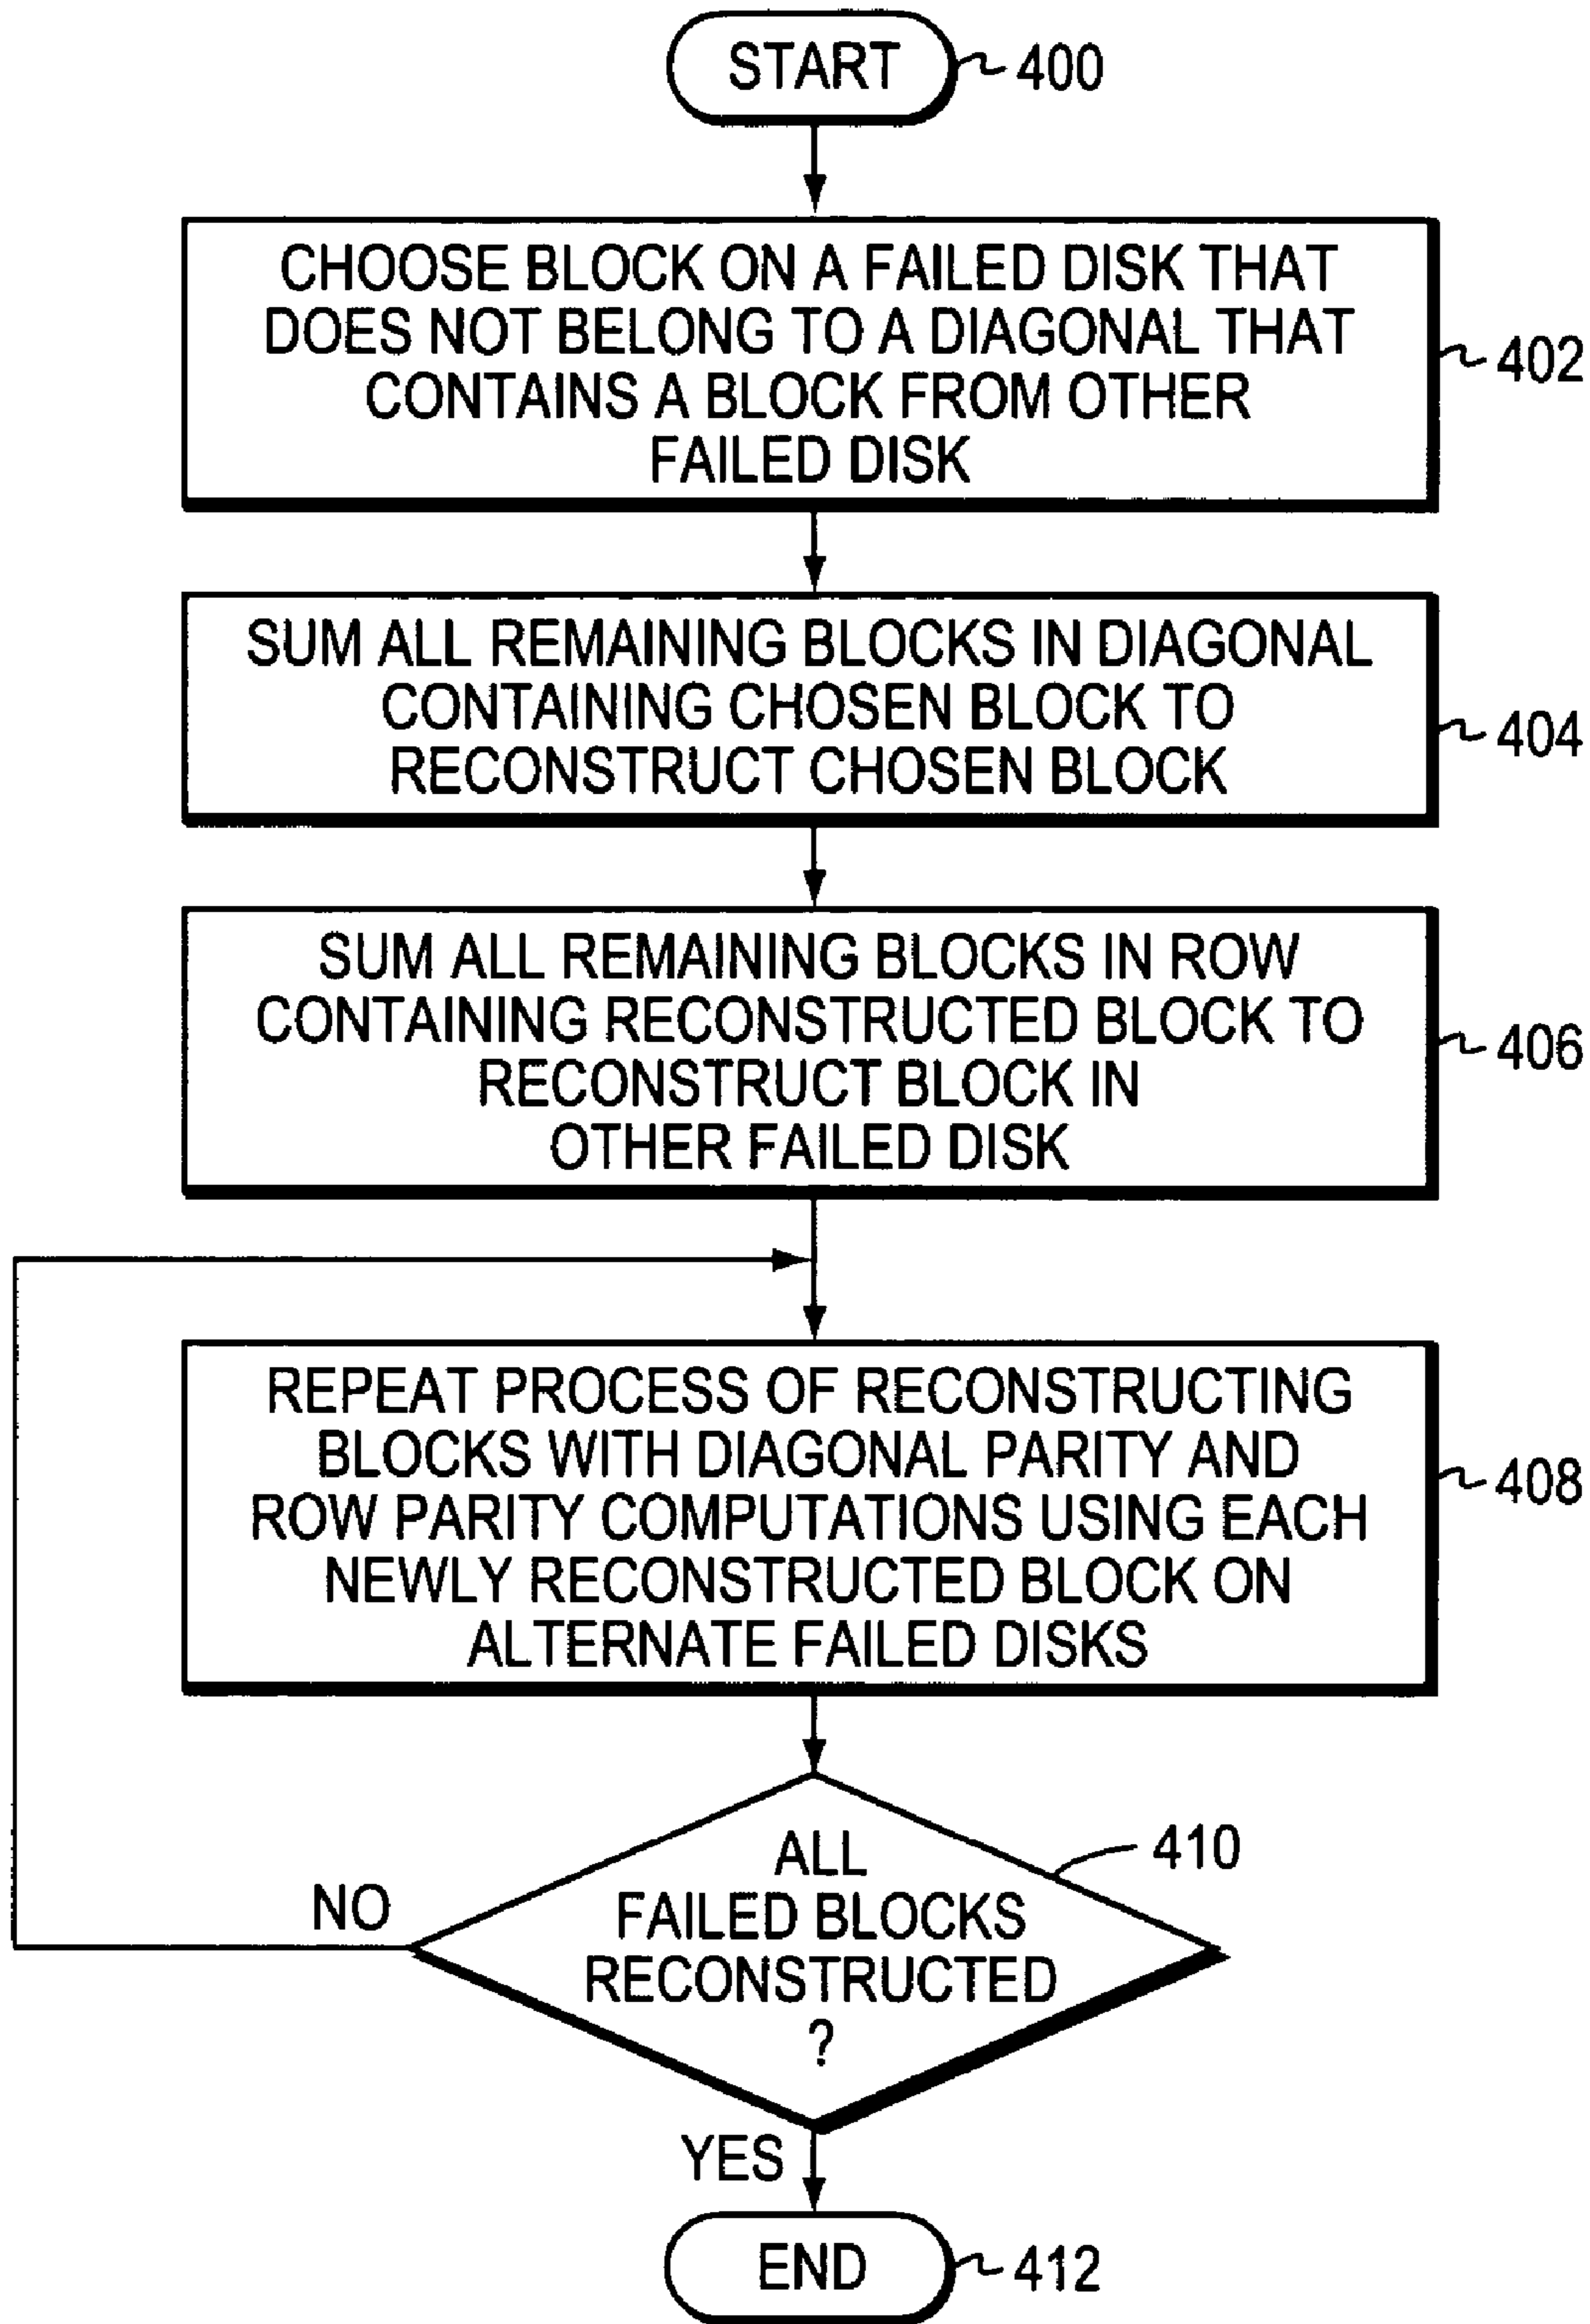 START
400
CHOOSE BLOCK ON A FAILED DISK THAT
DOES NOT BELONG TO A DIAGONAL THAT
CONTAINS A BLOCK FROM OTHER
FAILED DISK
402
SUM ALL REMAINING BLOCKS IN DIAGONAL
CONTAINING CHOSEN BLOCK TO
RECONSTRUCT CHOSEN BLOCK
404
SUM ALL REMAINING BLOCKS IN ROW
CONTAINING RECONSTRUCTED BLOCK TO
RECONSTRUCT BLOCK IN
OTHER FAILED DISK
406
REPEAT PROCESS OF RECONSTRUCTING
BLOCKS WITH DIAGONAL PARITY AND
ROW PARITY COMPUTATIONS USING EACH
NEWLY RECONSTRUCTED BLOCK ON
ALTERNATE FAILED DISKS
408
ALL
FAILED BLOCKS
RECONSTRUCTED
?
410
NO
YES
END
412